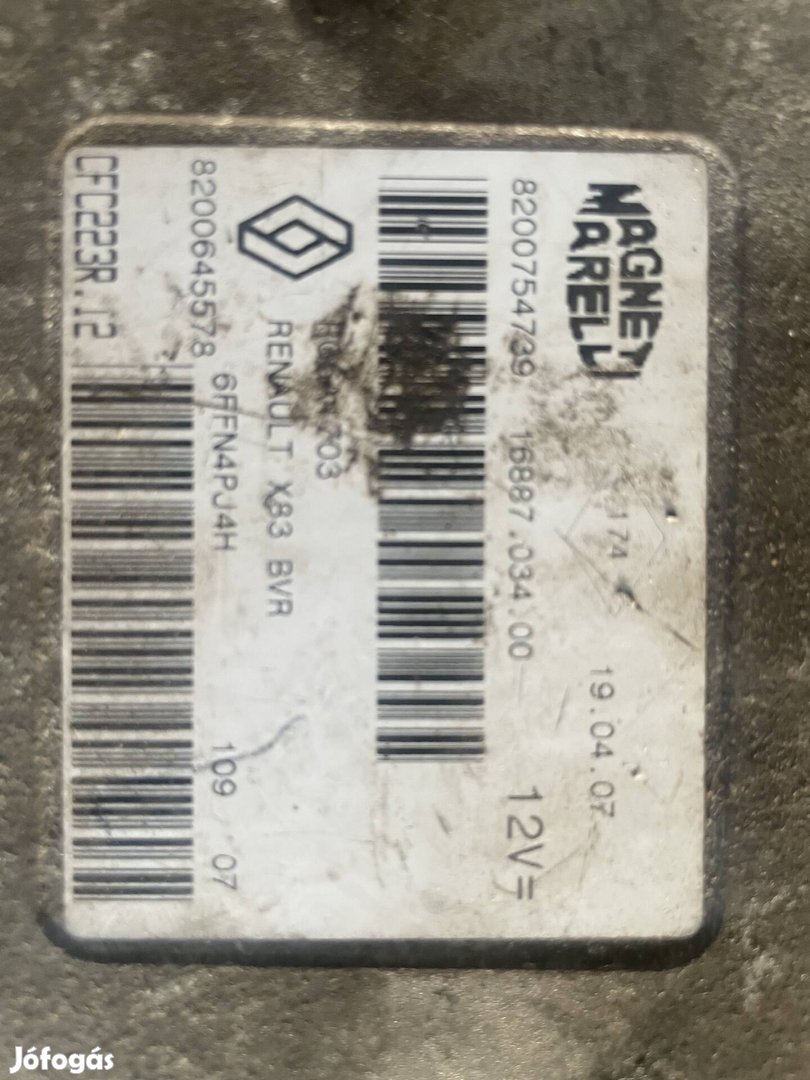 MAGNETI
MARELLI
174
19.04.07
8200754739 16887.034.00
12V=
703
RENAULT X83 BVR
8200645578 6FFN4PJ4H 109 07
CFC223R.12
Jófogás